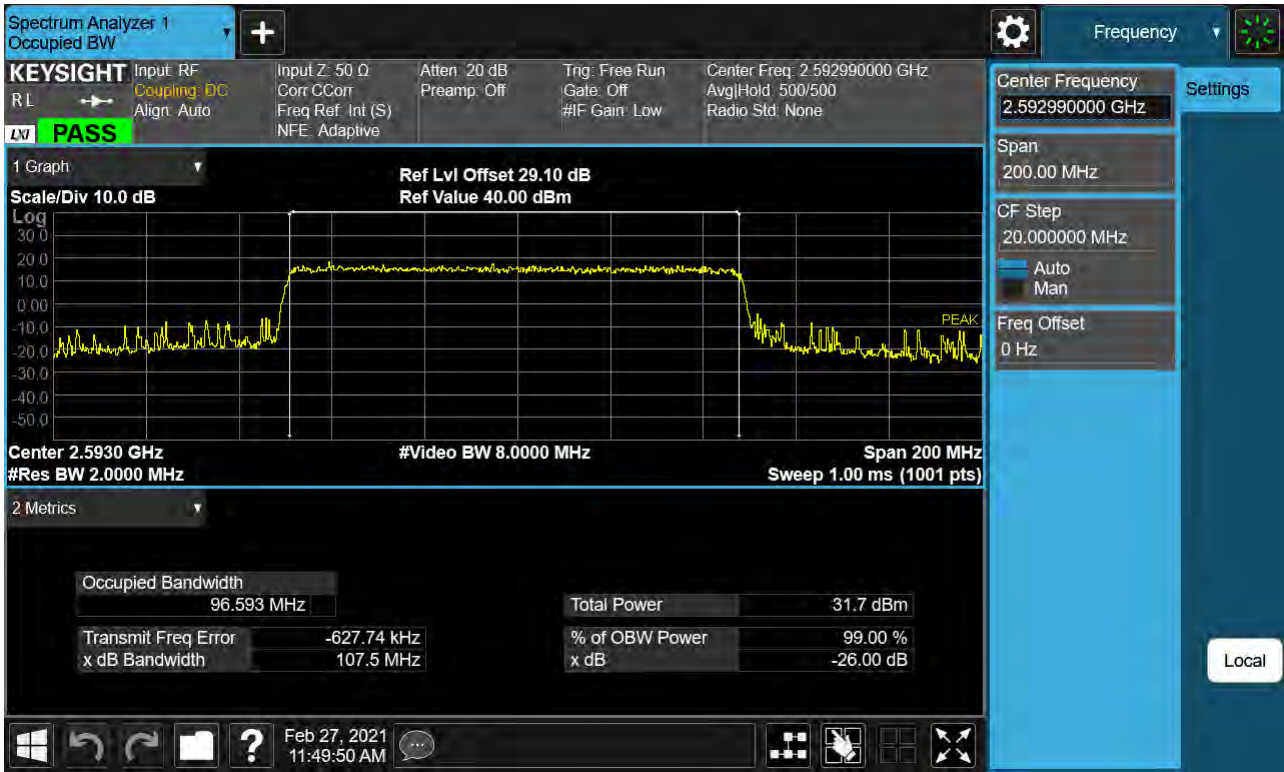 Spectrum Analyzer 1
Occupied BW
+
Frequency
KEYSIGHT
R L
LXI
PASS
Input: RF
Coupling: DC
Align: Auto
Input Z: 50 Ω
Corr CCorr
Freq Ref: Int (S)
NFE: Adaptive
Atten: 20 dB
Preamp: Off
Trig: Free Run
Gate: Off
#IF Gain: Low
Center Freq: 2.592990000 GHz
Avg|Hold: 500/500
Radio Std: None
Center Frequency
2.592990000 GHz
Settings
Span
200.00 MHz
CF Step
20.000000 MHz
Auto
Man
Freq Offset
0 Hz
Local
1 Graph
Scale/Div 10.0 dB
Ref Lvl Offset 29.10 dB
Ref Value 40.00 dBm
Log
30.0
20.0
10.0
0.00
-10.0
-20.0
-30.0
-40.0
-50.0
PEAK
Center 2.5930 GHz
#Video BW 8.0000 MHz
Span 200 MHz
#Res BW 2.0000 MHz
Sweep 1.00 ms (1001 pts)
2 Metrics
Occupied Bandwidth
96.593 MHz
Transmit Freq Error -627.74 kHz
x dB Bandwidth 107.5 MHz
Total Power 31.7 dBm
% of OBW Power 99.00 %
x dB -26.00 dB
?
Feb 27, 2021
11:49:50 AM